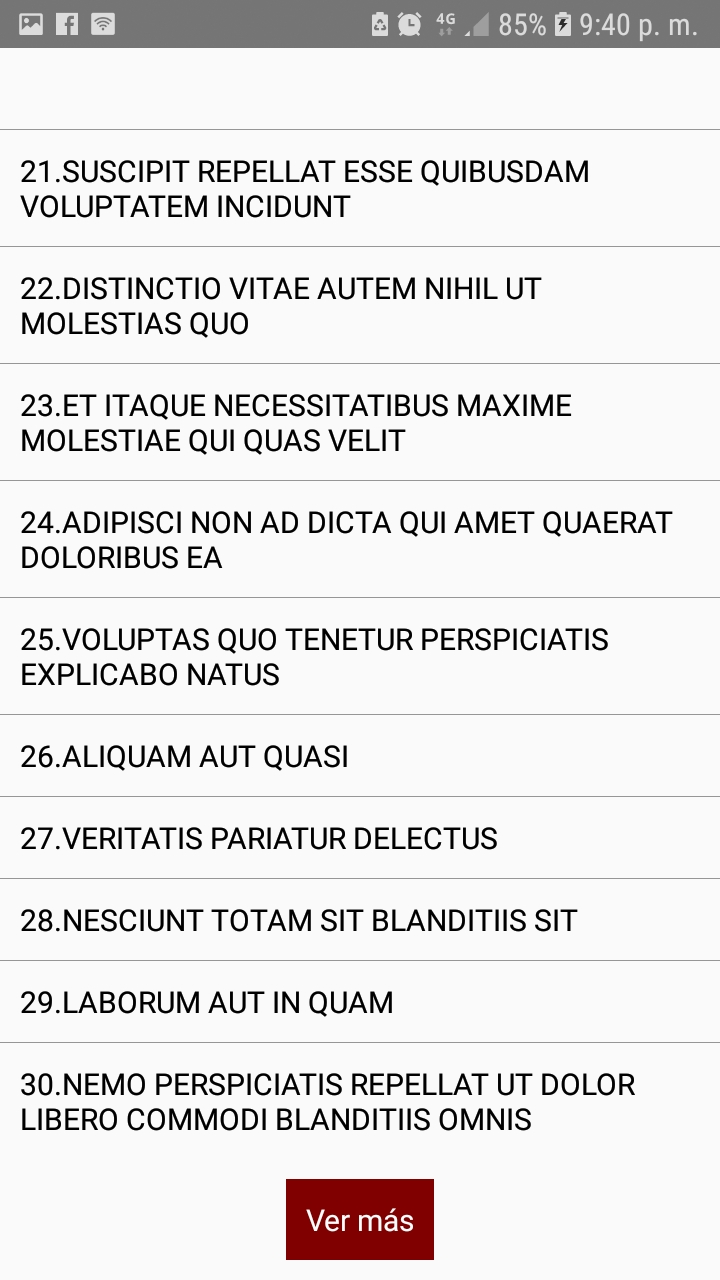 4G 85% 9:40 p. m.
21.SUSCIPIT REPELLAT ESSE QUIBUSDAM
VOLUPTATEM INCIDUNT
22.DISTINCTIO VITAE AUTEM NIHIL UT
MOLESTIAS QUO
23.ET ITAQUE NECESSITATIBUS MAXIME
MOLESTIAE QUI QUAS VELIT
24.ADIPISCI NON AD DICTA QUI AMET QUAERAT
DOLORIBUS EA
25.VOLUPTAS QUO TENETUR PERSPICIATIS
EXPLICABO NATUS
26.ALIQUAM AUT QUASI
27.VERITATIS PARIATUR DELECTUS
28.NESCIUNT TOTAM SIT BLANDITIIS SIT
29.LABORUM AUT IN QUAM
30.NEMO PERSPICIATIS REPELLAT UT DOLOR
LIBERO COMMODI BLANDITIIS OMNIS
Ver más